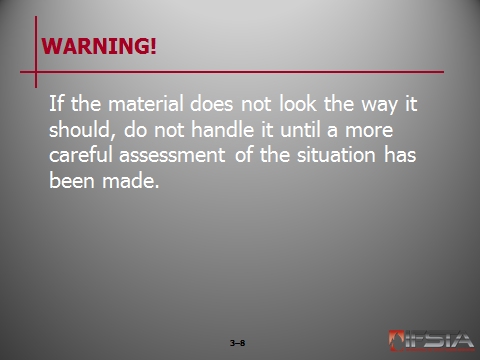 WARNING!
If the material does not look the way it
should, do not handle it until a more
careful assessment of the situation has
been made.
3–8
IFSTA